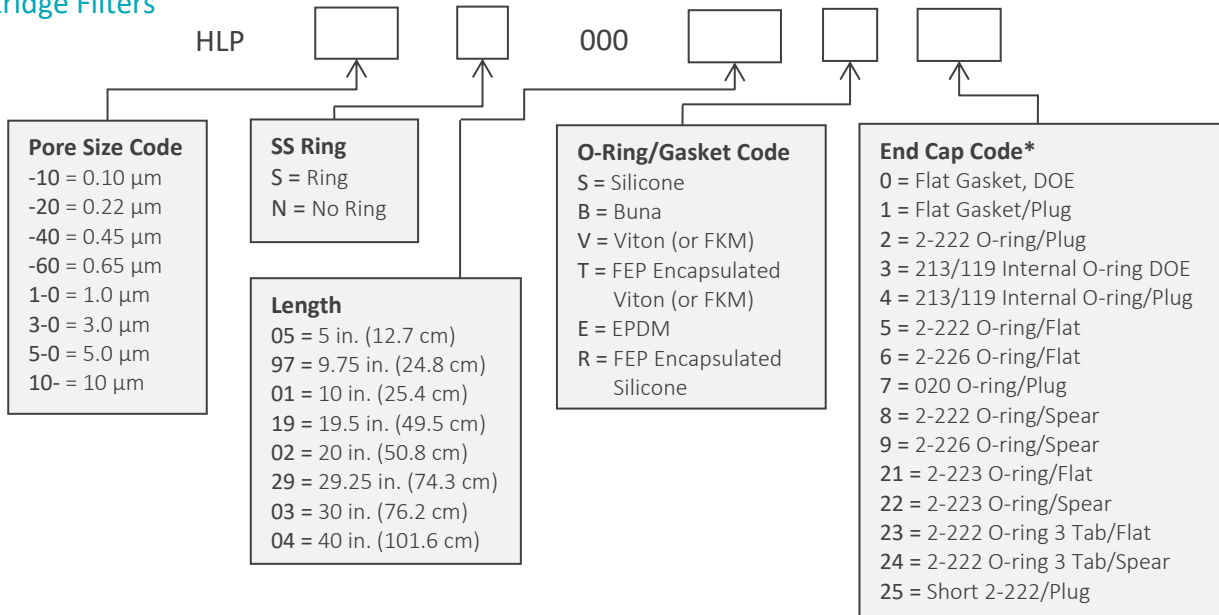 HLP 000
Pore Size Code
-10 = 0.10 µm
-20 = 0.22 µm
-40 = 0.45 µm
-60 = 0.65 µm
1-0 = 1.0 µm
3-0 = 3.0 µm
5-0 = 5.0 µm
10- = 10 µm
SS Ring
S = Ring
N = No Ring
Length
05 = 5 in. (12.7 cm)
97 = 9.75 in. (24.8 cm)
01 = 10 in. (25.4 cm)
19 = 19.5 in. (49.5 cm)
02 = 20 in. (50.8 cm)
29 = 29.25 in. (74.3 cm)
03 = 30 in. (76.2 cm)
04 = 40 in. (101.6 cm)
O-Ring/Gasket Code
S = Silicone
B = Buna
V = Viton (or FKM)
T = FEP Encapsulated
Viton (or FKM)
E = EPDM
R = FEP Encapsulated
Silicone
End Cap Code*
0 = Flat Gasket, DOE
1 = Flat Gasket/Plug
2 = 2-222 O-ring/Plug
3 = 213/119 Internal O-ring DOE
4 = 213/119 Internal O-ring/Plug
5 = 2-222 O-ring/Flat
6 = 2-226 O-ring/Flat
7 = 020 O-ring/Plug
8 = 2-222 O-ring/Spear
9 = 2-226 O-ring/Spear
21 = 2-223 O-ring/Flat
22 = 2-223 O-ring/Spear
23 = 2-222 O-ring 3 Tab/Flat
24 = 2-222 O-ring 3 Tab/Spear
25 = Short 2-222/Plug